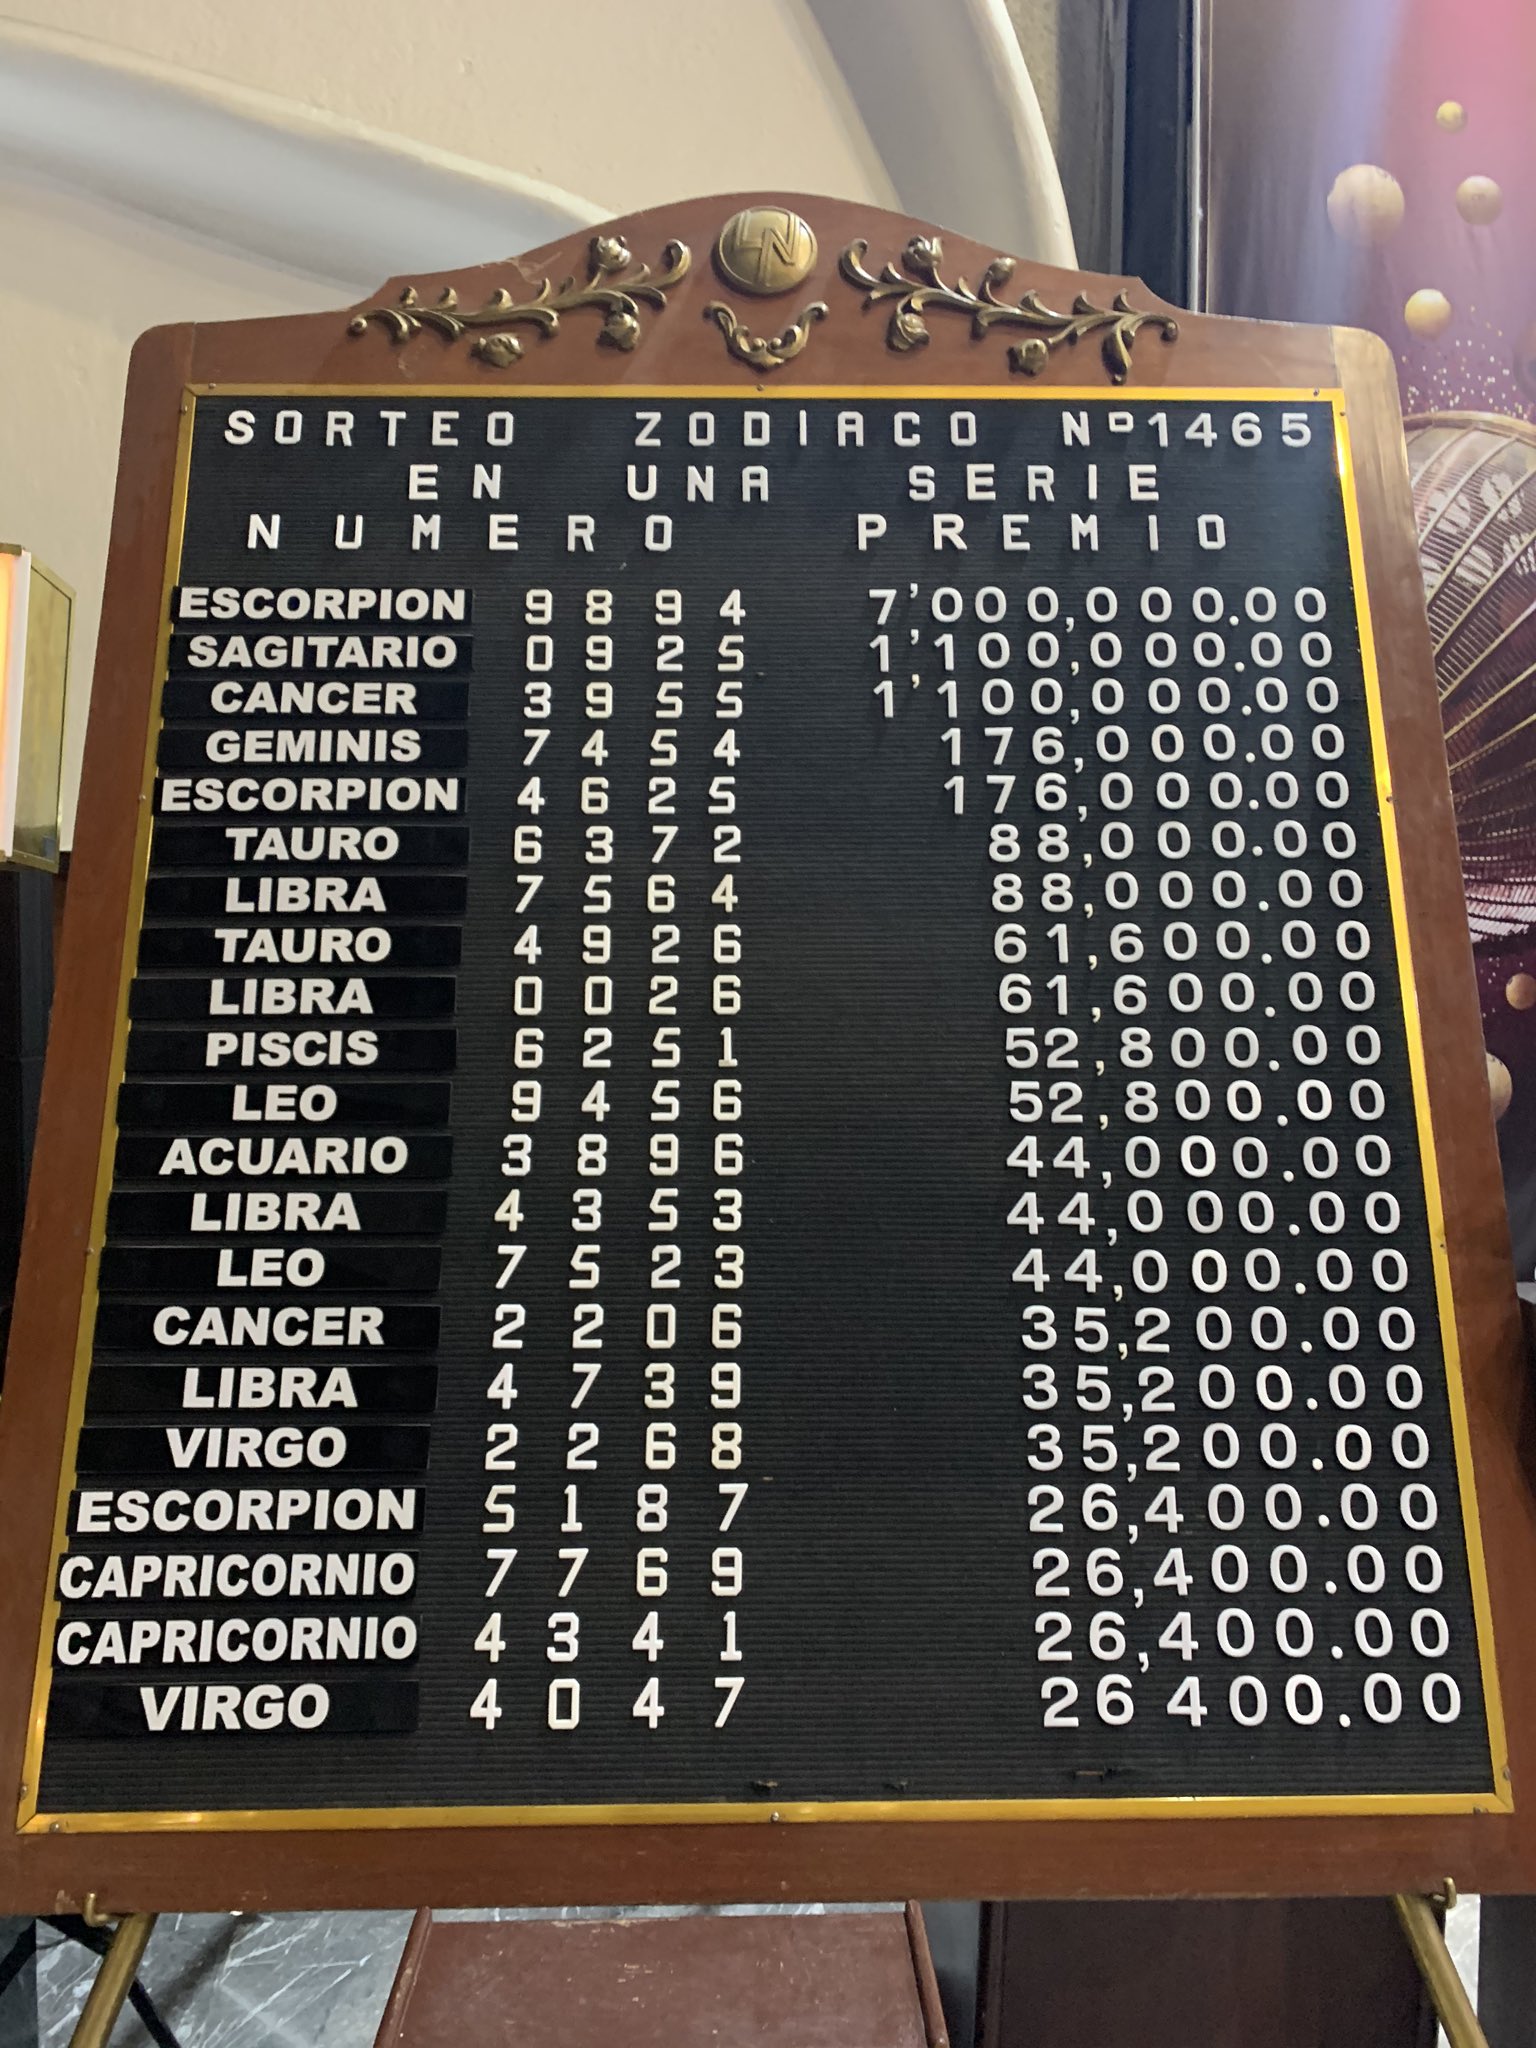 LN
SORTEO ZODIACO Nº1465
EN UNA SERIE
NUMERO PREMIO
ESCORPION 9894 7'000,000.00
SAGITARIO 0925 1'100,000.00
CANCER 3955 1'100,000.00
GEMINIS 7454 176,000.00
ESCORPION 4625 176,000.00
TAURO 6372 88,000.00
LIBRA 7564 88,000.00
TAURO 4926 61,600.00
LIBRA 0026 61,600.00
PISCIS 6251 52,800.00
LEO 9456 52,800.00
ACUARIO 3896 44,000.00
LIBRA 4353 44,000.00
LEO 7523 44,000.00
CANCER 2206 35,200.00
LIBRA 4739 35,200.00
VIRGO 2268 35,200.00
ESCORPION 5187 26,400.00
CAPRICORNIO 7769 26,400.00
CAPRICORNIO 4341 26,400.00
VIRGO 4047 26 400.00